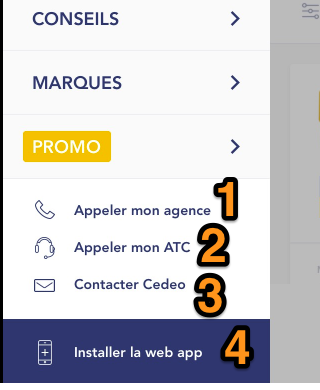 CONSEILS
MARQUES
PROMO
Appeler mon agence 1
Appeler mon ATC 2
Contacter Cedeo 3
Installer la web app 4